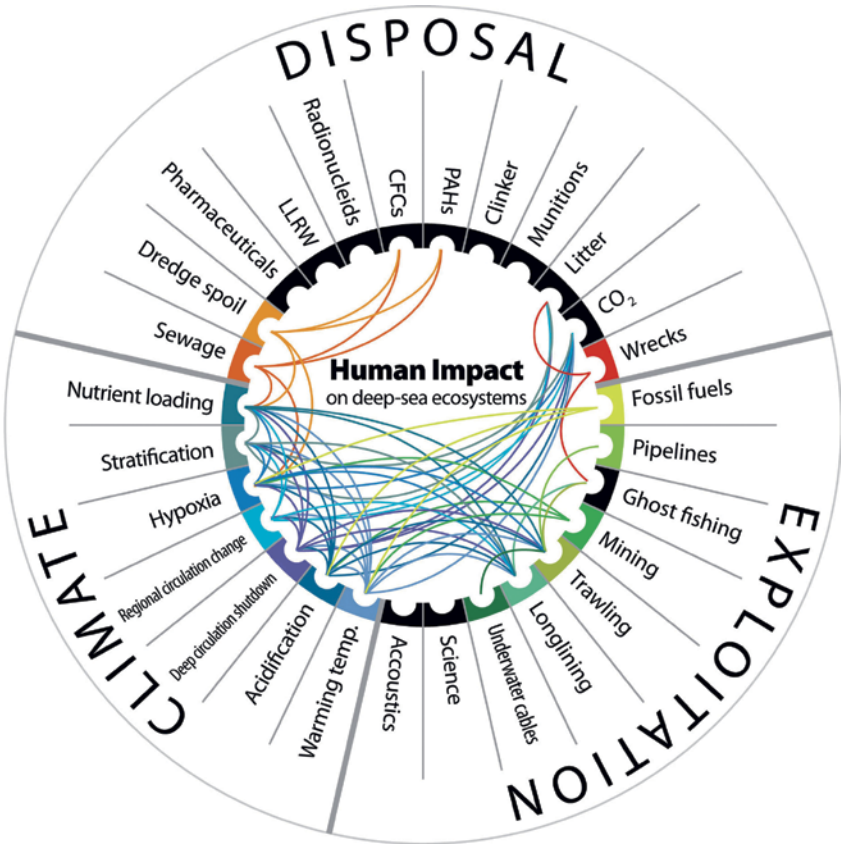 DISPOSAL
Sewage
Dredge spoil
Pharmaceuticals
LLRW
Radionucleids
CFCs
PAHs
Clinker
Munitions
Litter
CO₂
Wrecks
Human Impact
on deep-sea ecosystems
EXPLOITATION
Fossil fuels
Pipelines
Ghost fishing
Mining
Trawling
Longlining
Underwater cables
Science
Accoustics
CLIMATE
Nutrient loading
Stratification
Hypoxia
Regional circulation change
Deep circulation shutdown
Acidification
Warming temp.